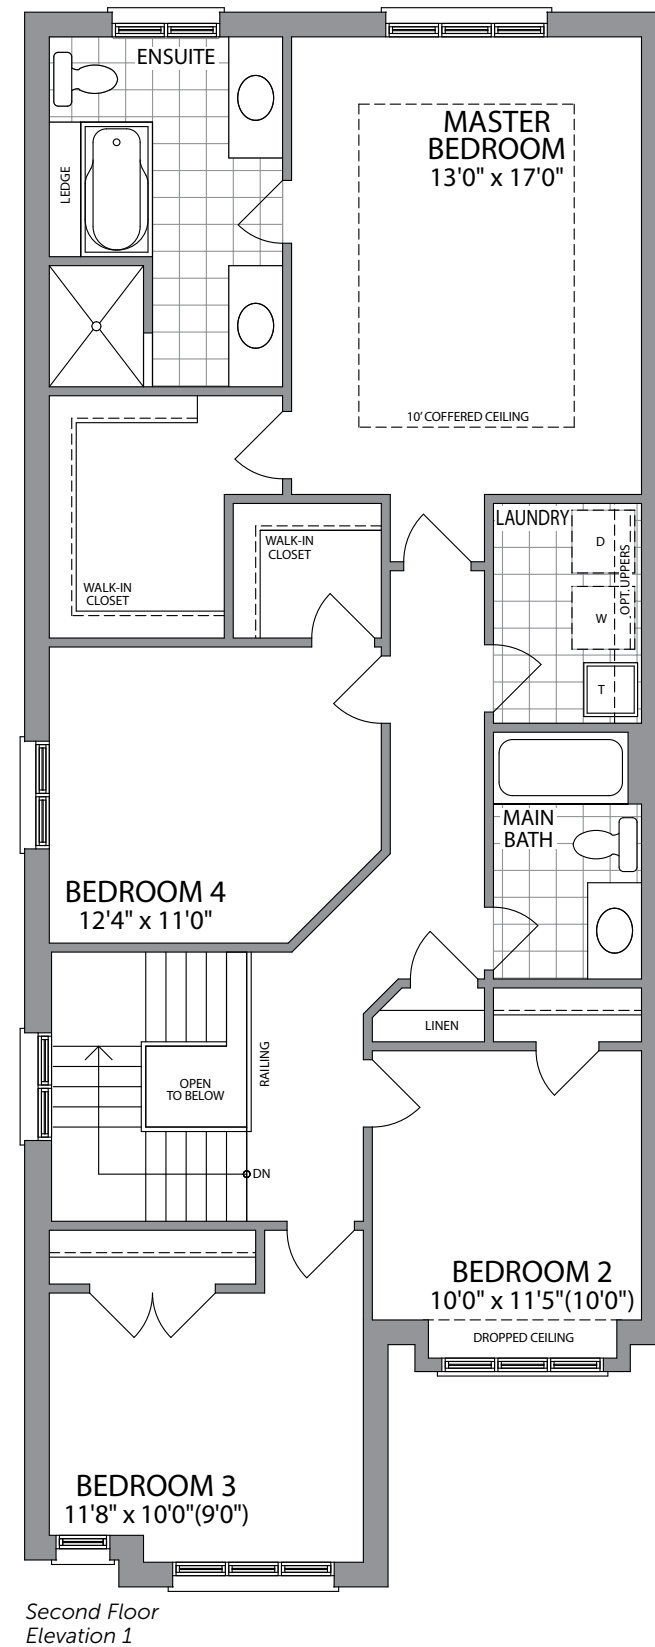 ENSUITE
MASTER
BEDROOM
13'0" x 17'0"
LEDGE
10' COFFERED CEILING
LAUNDRY
D
OPT. UPPERS
W
T
WALK-IN
CLOSET
WALK-IN
CLOSET
MAIN
BATH
BEDROOM 4
12'4" x 11'0"
LINEN
RAILING
OPEN
TO BELOW
DN
BEDROOM 2
10'0" x 11'5"(10'0")
DROPPED CEILING
BEDROOM 3
11'8" x 10'0"(9'0")
Second Floor
Elevation 1